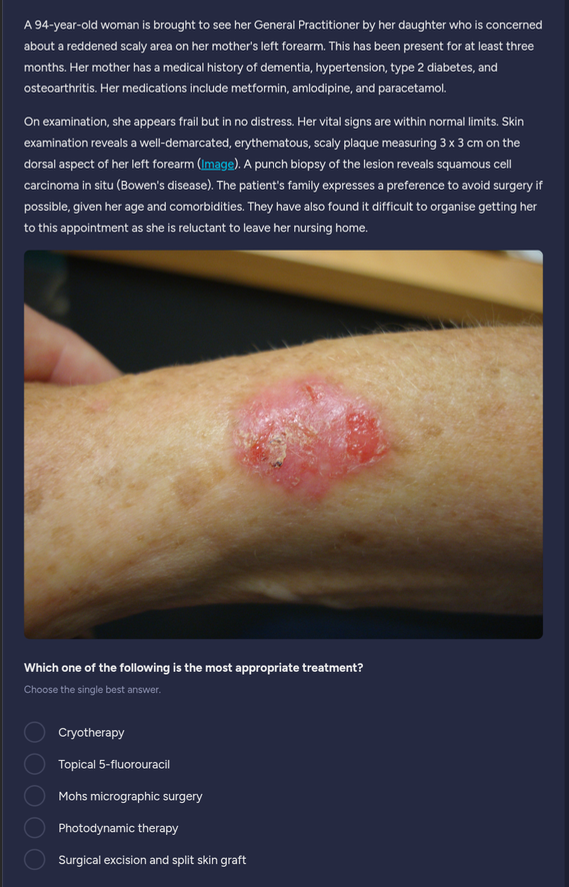 A 94-year-old woman is brought to see her General Practitioner by her daughter who is concerned
about a reddened scaly area on her mother's left forearm. This has been present for at least three
months. Her mother has a medical history of dementia, hypertension, type 2 diabetes, and
osteoarthritis. Her medications include metformin, amlodipine, and paracetamol.
On examination, she appears frail but in no distress. Her vital signs are within normal limits. Skin
examination reveals a well-demarcated, erythematous, scaly plaque measuring 3 x 3 cm on the
dorsal aspect of her left forearm (Image). A punch biopsy of the lesion reveals squamous cell
carcinoma in situ (Bowen's disease). The patient's family expresses a preference to avoid surgery if
possible, given her age and comorbidities. They have also found it difficult to organise getting her
to this appointment as she is reluctant to leave her nursing home.
Which one of the following is the most appropriate treatment?
Choose the single best answer.
Cryotherapy
Topical 5-fluorouracil
Mohs micrographic surgery
Photodynamic therapy
Surgical excision and split skin graft